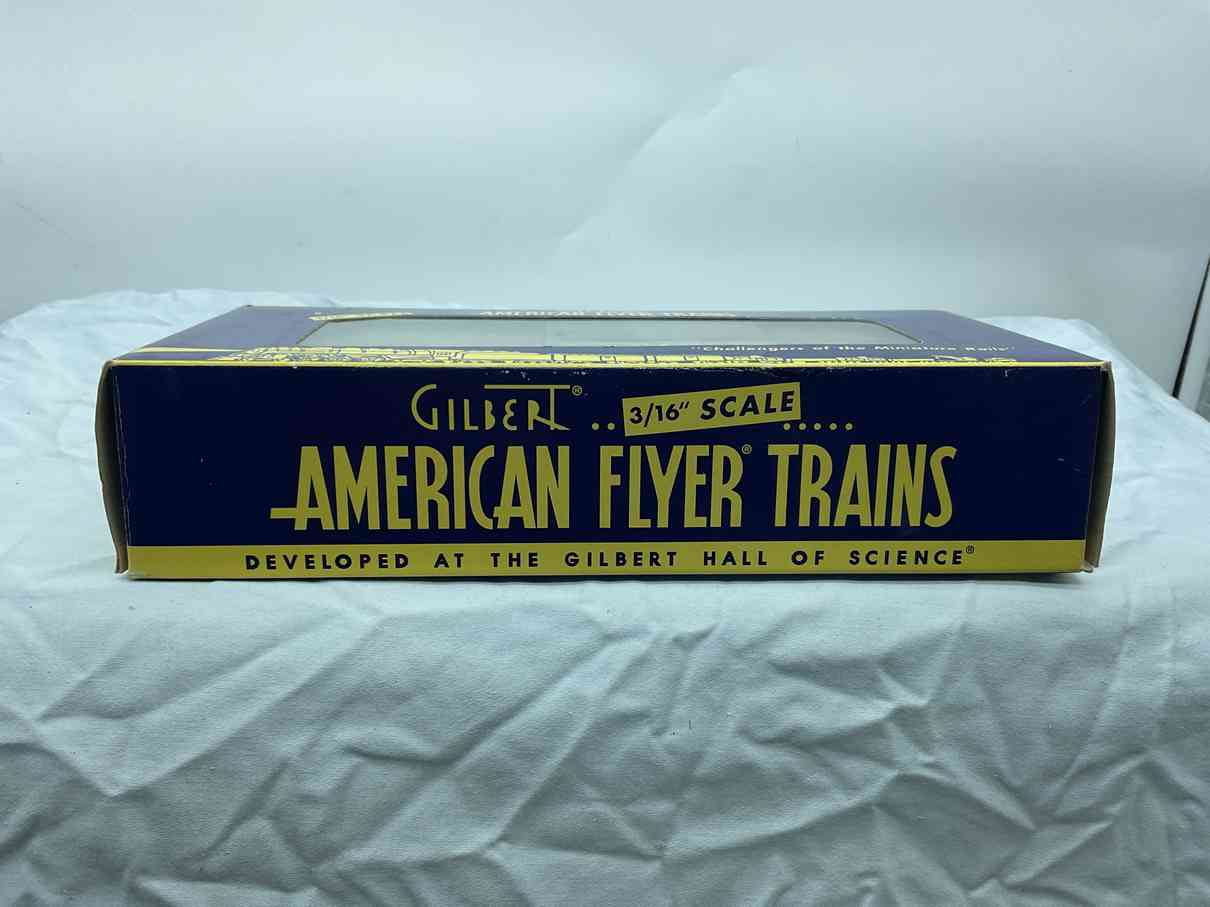 AMERICAN FLYER TRAINS
"Challengers of the Miniature Rails"
GILBERT® .. 3/16" SCALE .....
AMERICAN FLYER® TRAINS
DEVELOPED AT THE GILBERT HALL OF SCIENCE®